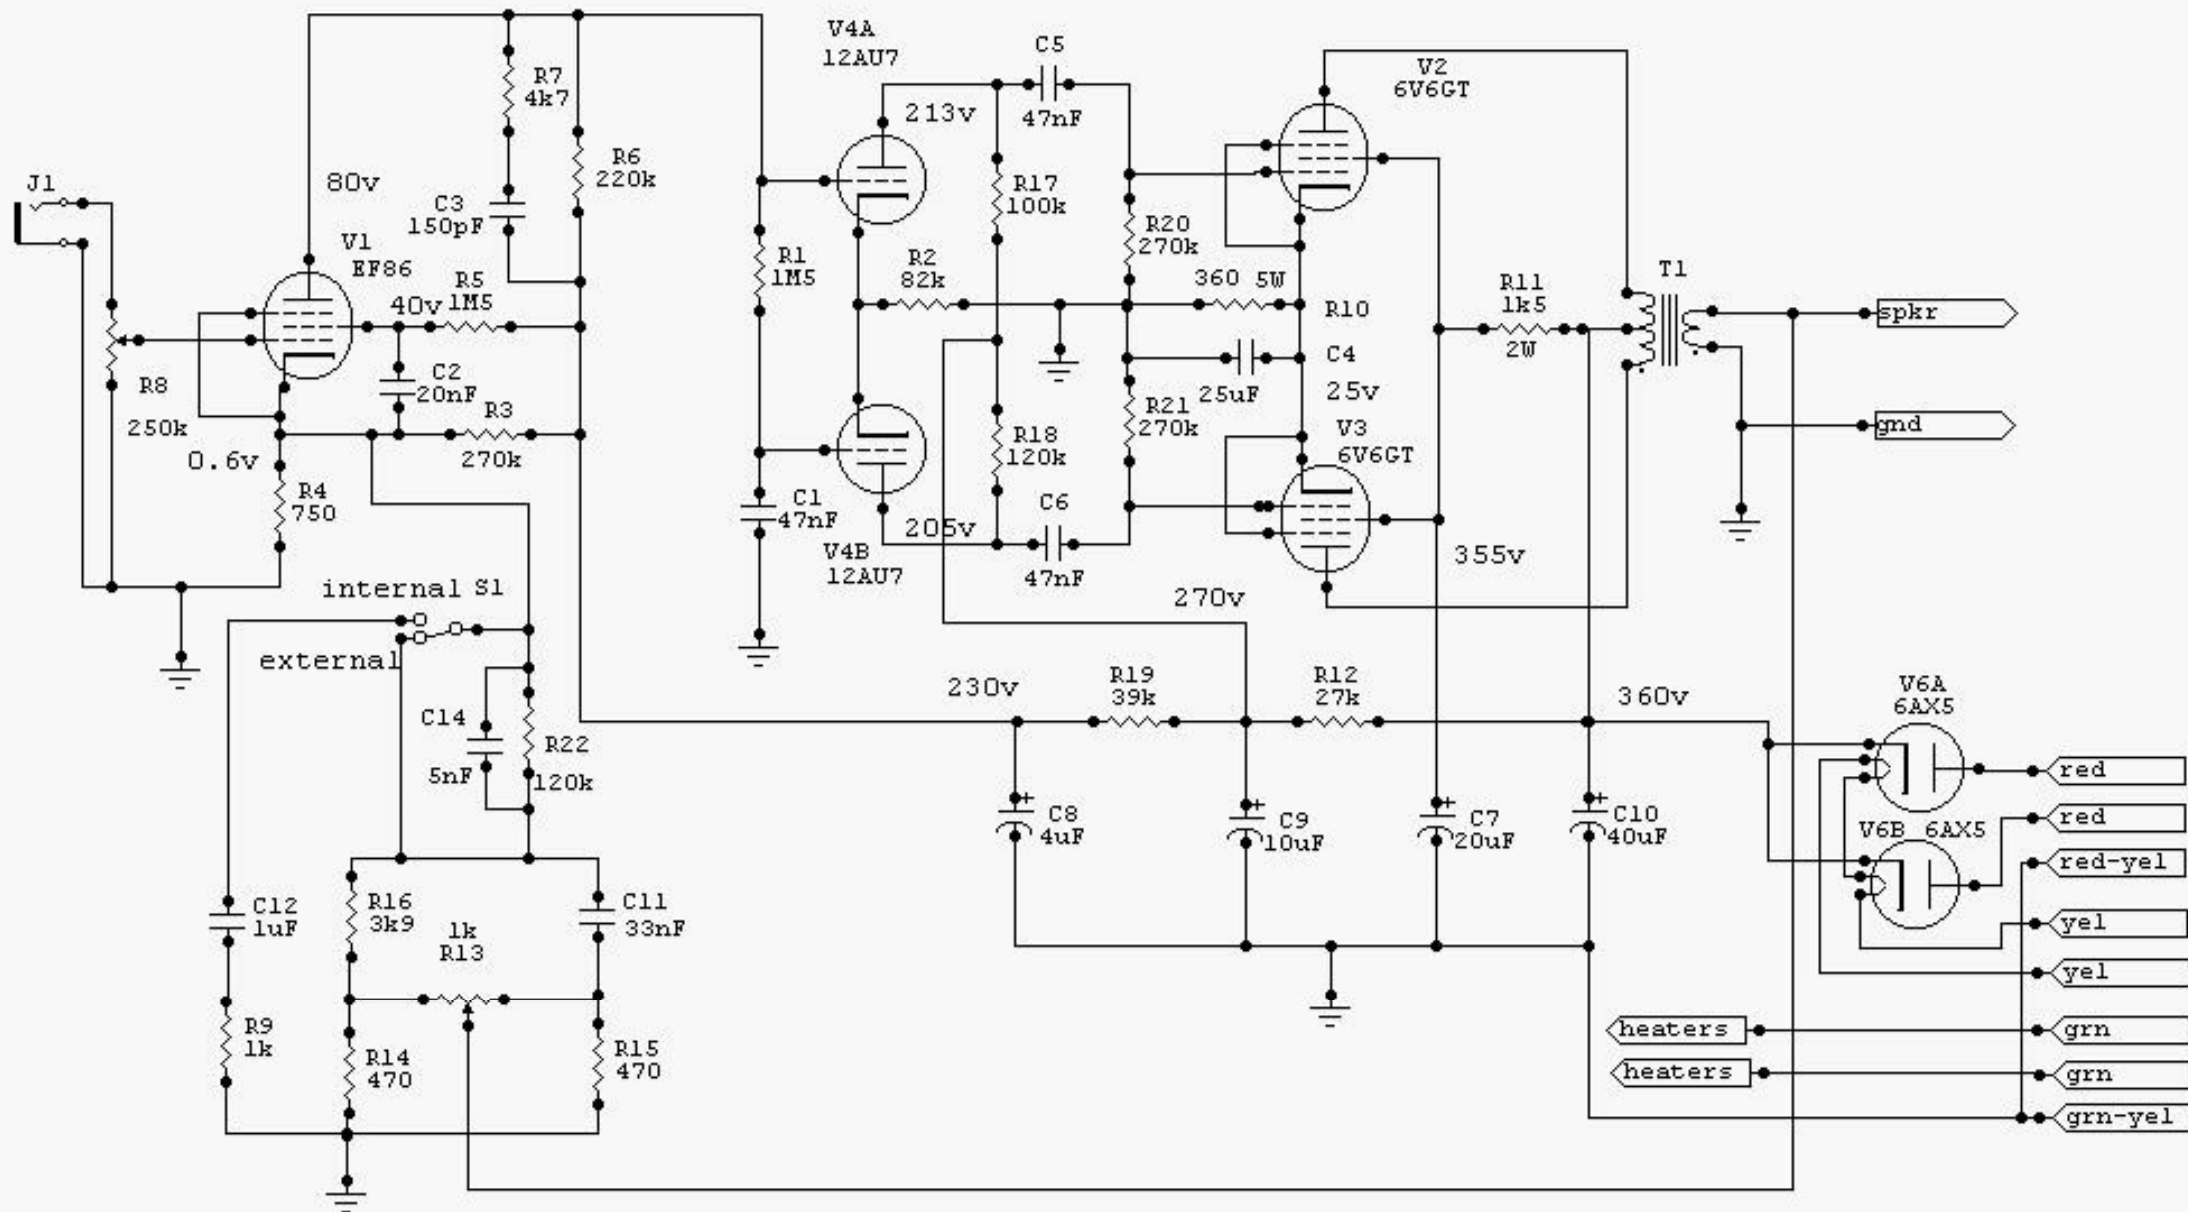 V4A
12AU7
C5
47nF
V2
6V6GT
R7
4k7
213v
R6
220k
80v
J1
C3
150pF
R17
100k
V1
EF86
R5
1M5
40v
R1
1M5
R2
82k
R20
270k
360 5W
R10
R11
1k5
2W
T1
spkr
R8
250k
C2
20nF
R3
270k
C4
25v
25uF
R21
270k
V3
6V6GT
gnd
0.6v
R4
750
R18
120k
C1
47nF
C6
47nF
205v
V4B
12AU7
355v
270v
internal S1
external
230v
R19
39k
R12
27k
360v
V6A
6AX5
C14
5nF
R22
120k
red
red
C8
4uF
C9
10uF
C7
20uF
C10
40uF
V6B 6AX5
red-yel
C12
1uF
R16
3k9
1k
R13
C11
33nF
yel
yel
R9
1k
R14
470
R15
470
heaters
grn
heaters
grn
grn-yel